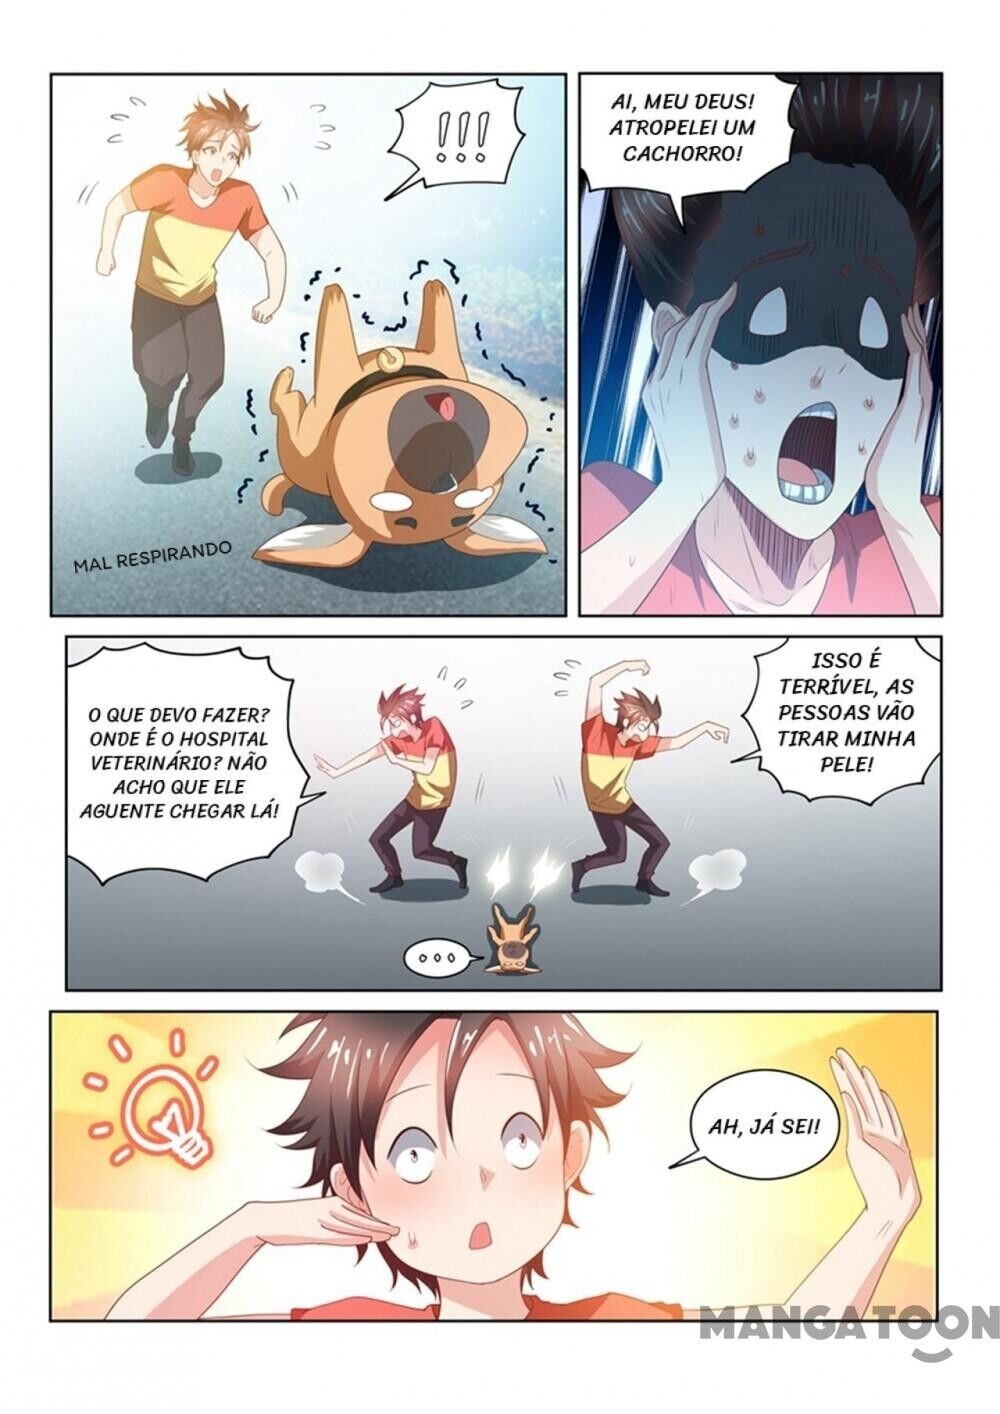 !!!
AI, MEU DEUS!
ATROPELEI UM
CACHORRO!
MAL RESPIRANDO
O QUE DEVO FAZER?
ONDE É O HOSPITAL
VETERINÁRIO? NÃO
ACHO QUE ELE
AGUENTE CHEGAR LÁ!
ISSO É
TERRÍVEL, AS
PESSOAS VÃO
TIRAR MINHA
PELE!
...
AH, JÁ SEI!
MANGATOON